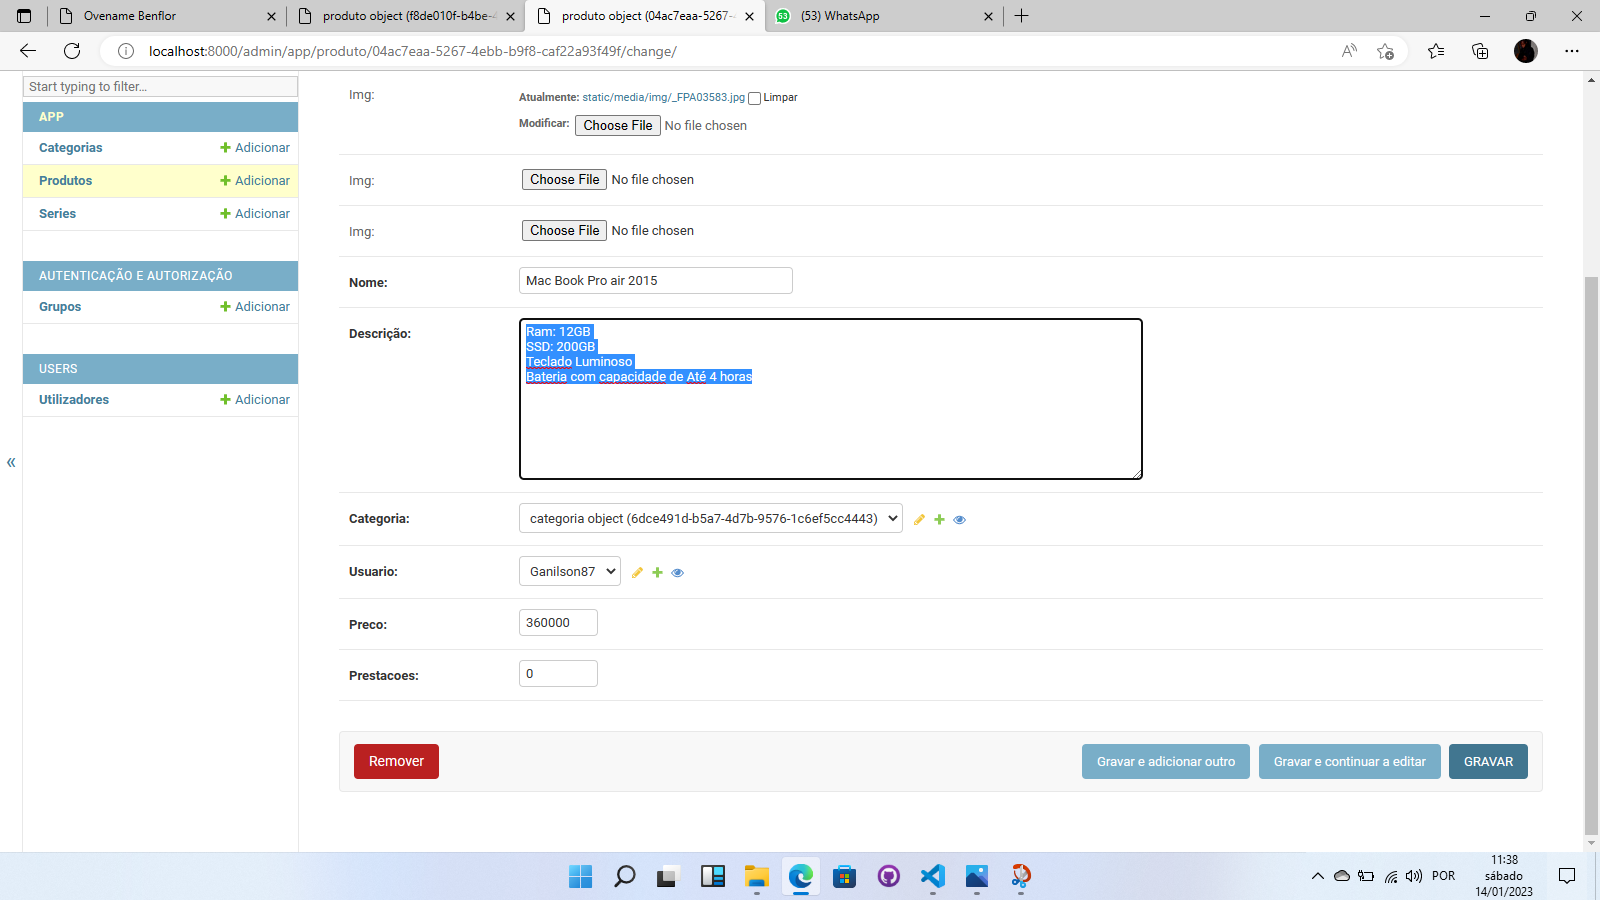 Ovename Benflor
produto object (f8de010f-b4be-4
produto object (04ac7eaa-5267-4
53
(53) WhatsApp
localhost:8000/admin/app/produto/04ac7eaa-5267-4ebb-b9f8-caf22a93f49f/change/
Start typing to filter...
APP
Categorias Adicionar
Produtos Adicionar
Series Adicionar
AUTENTICAÇÃO E AUTORIZAÇÃO
Grupos Adicionar
USERS
Utilizadores Adicionar
«
Img:
Atualmente: static/media/img/_FPA03583.jpg Limpar
Modificar: Choose File No file chosen
Img: Choose File No file chosen
Img: Choose File No file chosen
Nome: Mac Book Pro air 2015
Descrição:
Ram: 12GB
SSD: 200GB
Teclado Luminoso
Bateria com capacidade de Até 4 horas
Categoria: categoria object (6dce491d-b5a7-4d7b-9576-1c6ef5cc4443)
Usuario: Ganilson87
Preco: 360000
Prestacoes: 0
Remover
Gravar e adicionar outro
Gravar e continuar a editar
GRAVAR
POR
11:38
sábado
14/01/2023